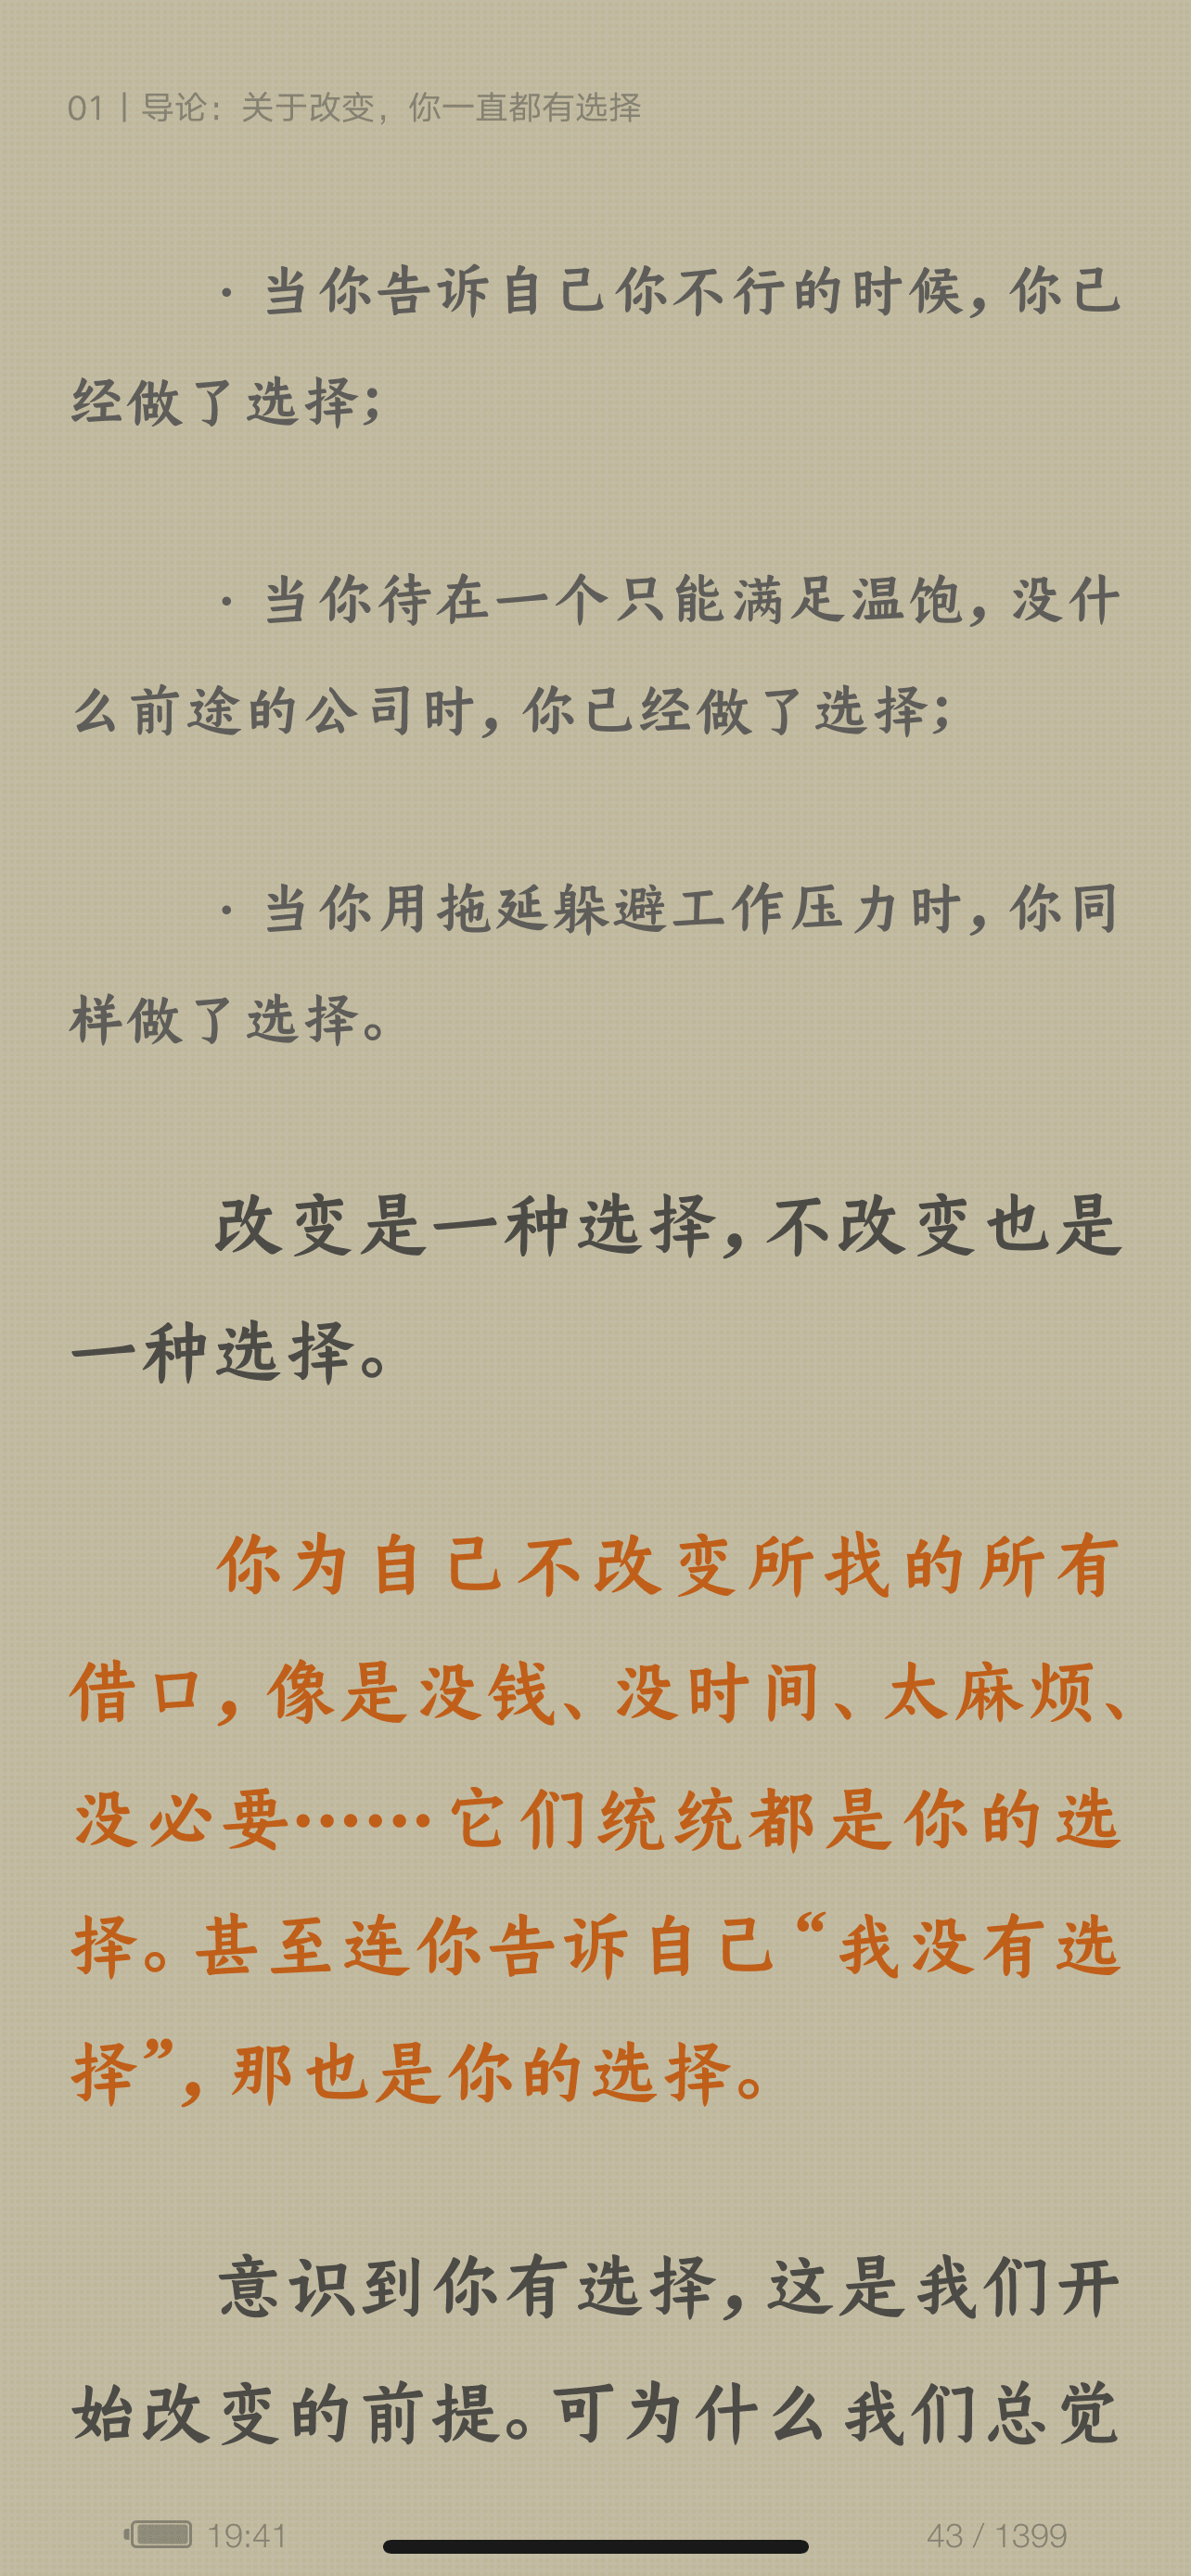 01 | 导论：关于改变，你一直都有选择
· 当你告诉自己你不行的时候，你已
经做了选择；
· 当你待在一个只能满足温饱，没什
么前途的公司时，你已经做了选择；
· 当你用拖延躲避工作压力时，你同
样做了选择。
改变是一种选择，不改变也是
一种选择。
你为自己不改变所找的所有
借口，像是没钱、没时间、太麻烦、
没必要……它们统统都是你的选
择。甚至连你告诉自己“我没有选
择”，那也是你的选择。
意识到你有选择，这是我们开
始改变的前提。可为什么我们总觉
19:41
43 / 1399